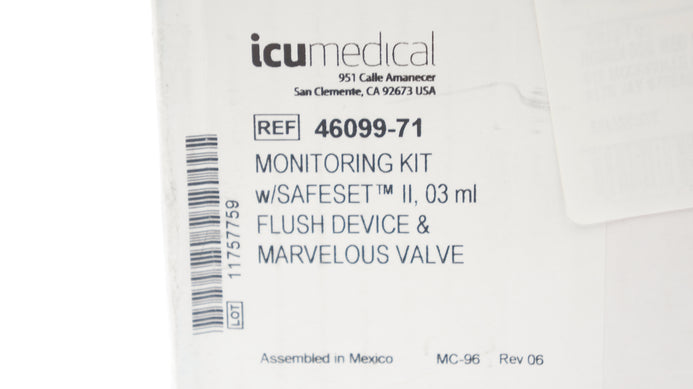 icumedical
951 Calle Amanecer
San Clemente, CA 92673 USA
REF 46099-71
MONITORING KIT
w/SAFESET™ II, 03 ml
FLUSH DEVICE &
MARVELOUS VALVE
LOT 11757759
Assembled in Mexico MC-96 Rev 06